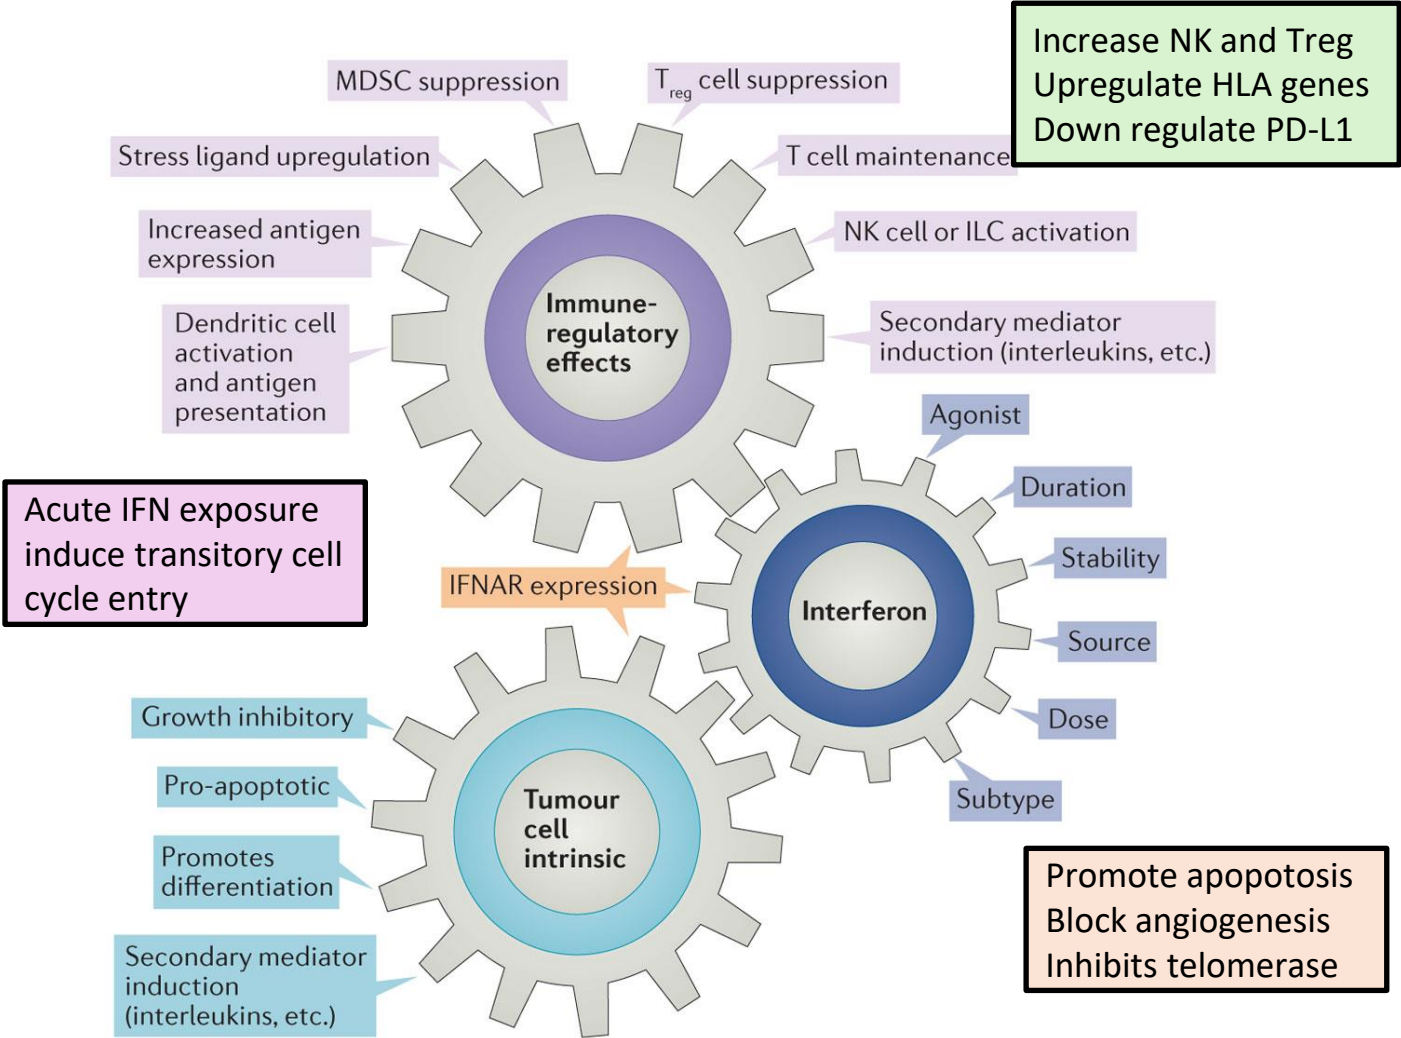 Increase NK and Treg
Upregulate HLA genes
Down regulate PD-L1
MDSC suppression
Treg cell suppression
Stress ligand upregulation
T cell maintenance
Increased antigen
expression
NK cell or ILC activation
Dendritic cell
activation
and antigen
presentation
Immune-
regulatory
effects
Secondary mediator
induction (interleukins, etc.)
Agonist
Duration
Stability
Source
Dose
Subtype
Interferon
Acute IFN exposure
induce transitory cell
cycle entry
IFNAR expression
Growth inhibitory
Pro-apoptotic
Promotes
differentiation
Secondary mediator
induction
(interleukins, etc.)
Tumour
cell
intrinsic
Promote apopotosis
Block angiogenesis
Inhibits telomerase